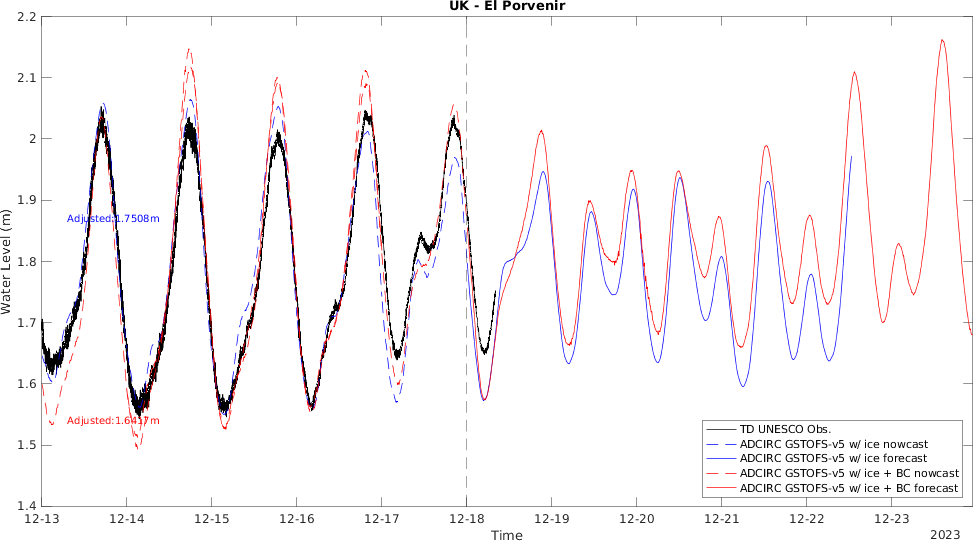 UK - El Porvenir
2.2
2.1
2
1.9
1.8
1.7
1.6
1.5
1.4
Water Level (m)
Adjusted:1.7508m
Adjusted:1.6417m
TD UNESCO Obs.
ADCIRC GSTOFS-v5 w/ ice nowcast
ADCIRC GSTOFS-v5 w/ ice forecast
ADCIRC GSTOFS-v5 w/ ice + BC nowcast
ADCIRC GSTOFS-v5 w/ ice + BC forecast
12-13 12-14 12-15 12-16 12-17 12-18 12-19 12-20 12-21 12-22 12-23
Time
2023